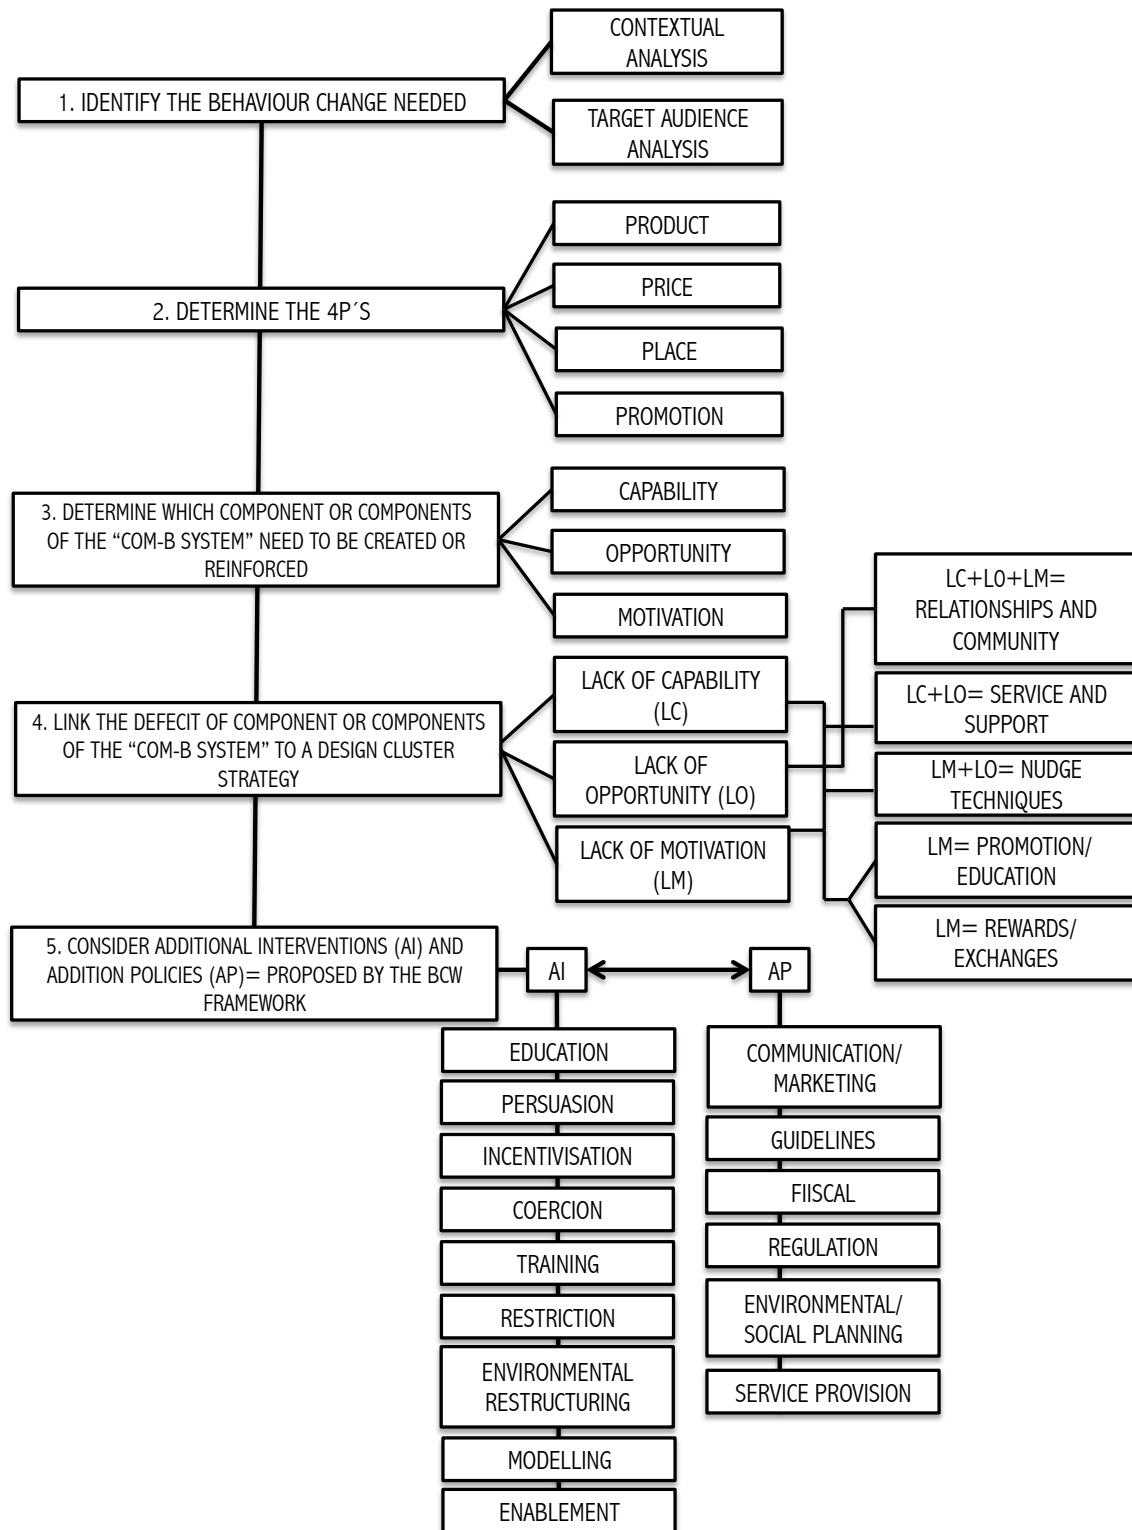 1. IDENTIFY THE BEHAVIOUR CHANGE NEEDED
CONTEXTUAL
ANALYSIS
TARGET AUDIENCE
ANALYSIS
2. DETERMINE THE 4P´S
PRODUCT
PRICE
PLACE
PROMOTION
3. DETERMINE WHICH COMPONENT OR COMPONENTS
OF THE “COM-B SYSTEM” NEED TO BE CREATED OR
REINFORCED
CAPABILITY
OPPORTUNITY
MOTIVATION
4. LINK THE DEFECIT OF COMPONENT OR COMPONENTS
OF THE “COM-B SYSTEM” TO A DESIGN CLUSTER
STRATEGY
LACK OF CAPABILITY
(LC)
LACK OF
OPPORTUNITY (LO)
LACK OF MOTIVATION
(LM)
LC+LO+LM=
RELATIONSHIPS AND
COMMUNITY
LC+LO= SERVICE AND
SUPPORT
LM+LO= NUDGE
TECHNIQUES
LM= PROMOTION/
EDUCATION
LM= REWARDS/
EXCHANGES
5. CONSIDER ADDITIONAL INTERVENTIONS (AI) AND
ADDITION POLICIES (AP)= PROPOSED BY THE BCW
FRAMEWORK
AI
AP
EDUCATION
PERSUASION
INCENTIVISATION
COERCION
TRAINING
RESTRICTION
ENVIRONMENTAL
RESTRUCTURING
MODELLING
ENABLEMENT
COMMUNICATION/
MARKETING
GUIDELINES
FIISCAL
REGULATION
ENVIRONMENTAL/
SOCIAL PLANNING
SERVICE PROVISION